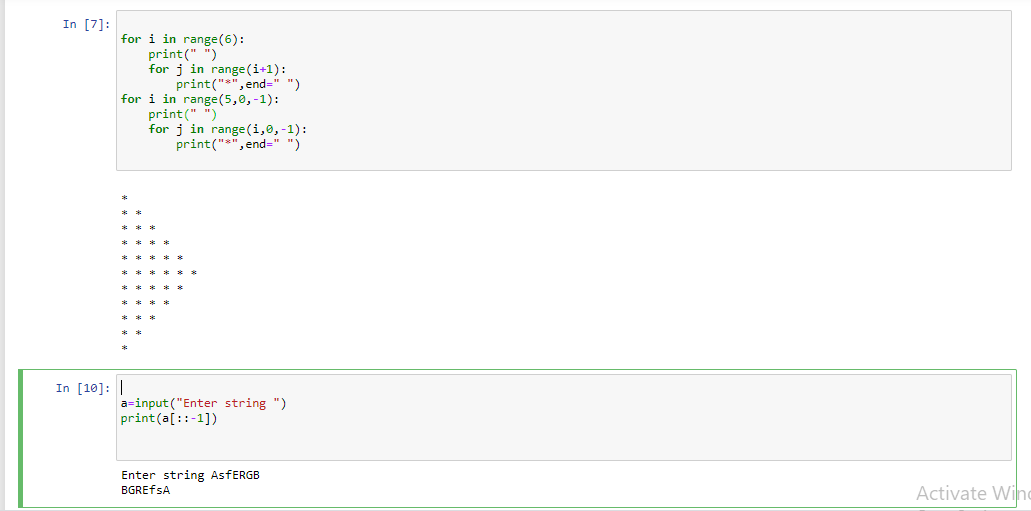 In [7]:
for i in range(6):
    print(" ")
    for j in range(i+1):
        print("*",end=" ")
for i in range(5,0,-1):
    print(" ")
    for j in range(i,0,-1):
        print("*",end=" ")
*
* *
* * *
* * * *
* * * * *
* * * * * *
* * * * *
* * * *
* * *
* *
*
In [10]:
a=input("Enter string ")
print(a[::-1])
Enter string AsfERGB
BGREfsA
Activate Win